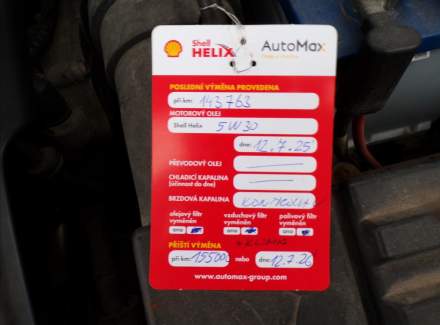 Shell
HELIX
AutoMax
POSLEDNÍ VÝMĚNA PROVEDENA
při km: 143763
MOTOROVÝ OLEJ
Shell Helix 5W30
dne: 12.7.25
PŘEVODOVÝ OLEJ
CHLADICÍ KAPALINA
(účinnost do dne)
BRZDOVÁ KAPALINA
olejový filtr vzduchový filtr palivový filtr
vyměněn vyměněn vyměněn
ano ano ano
PŘÍŠTÍ VÝMĚNA
při km: 155000 nebo dne: 12.7.26
www.automax-group.com